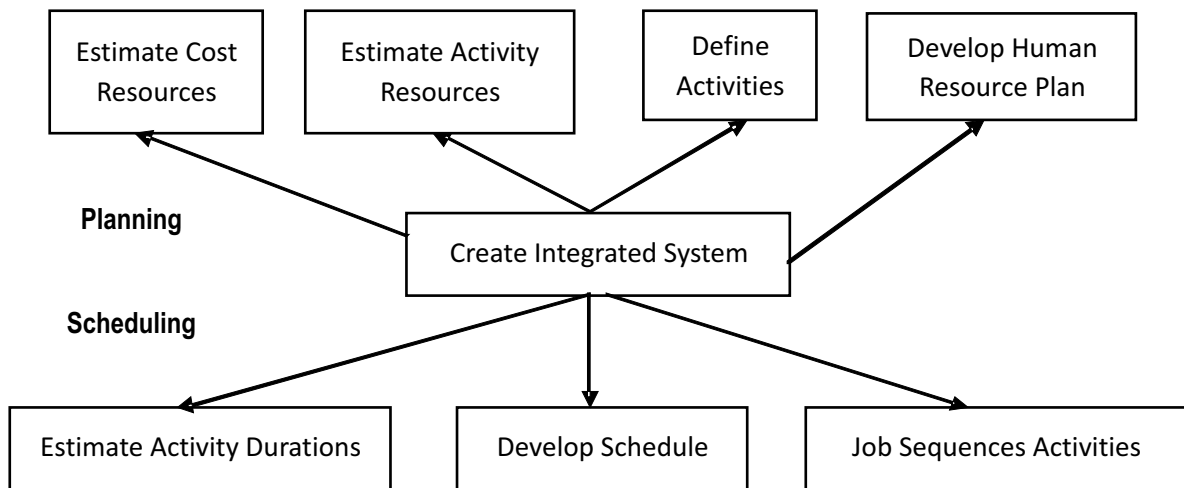 Estimate Cost
Resources
Estimate Activity
Resources
Define
Activities
Develop Human
Resource Plan
Planning
Create Integrated System
Scheduling
Estimate Activity Durations
Develop Schedule
Job Sequences Activities